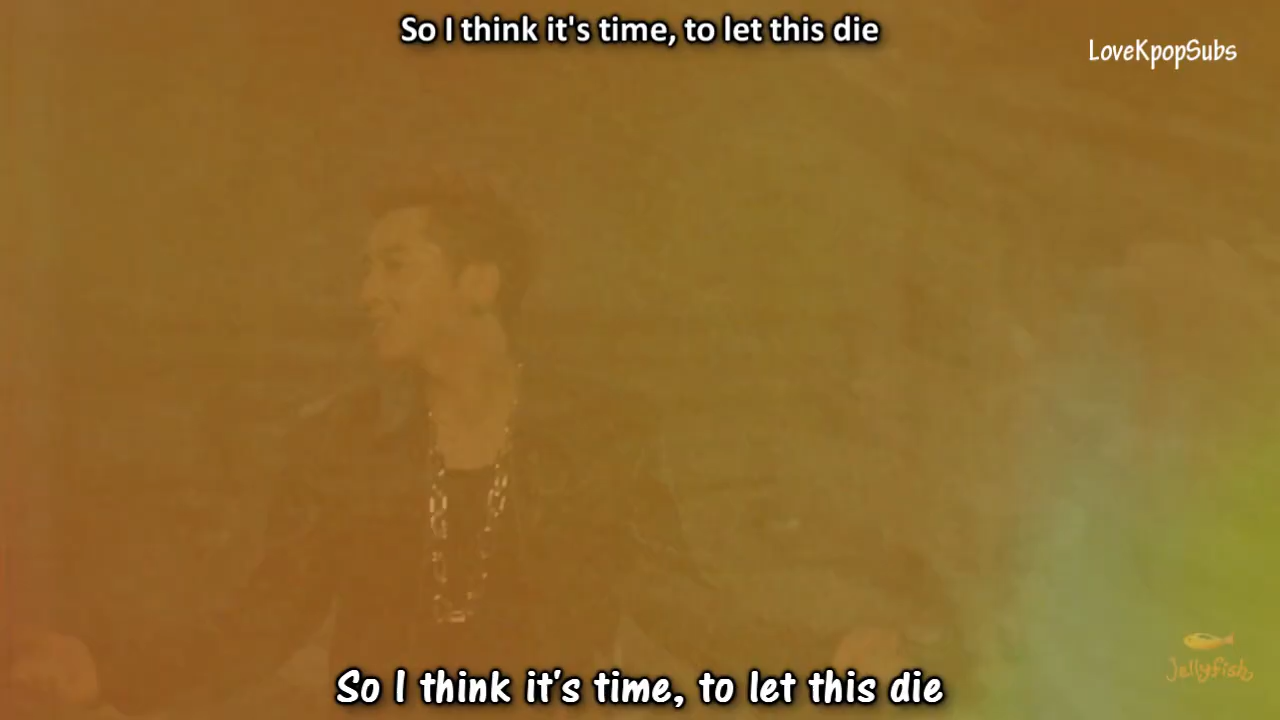 So I think it's time, to let this die
LoveKpopSubs
Jellyfish
So I think it's time, to let this die